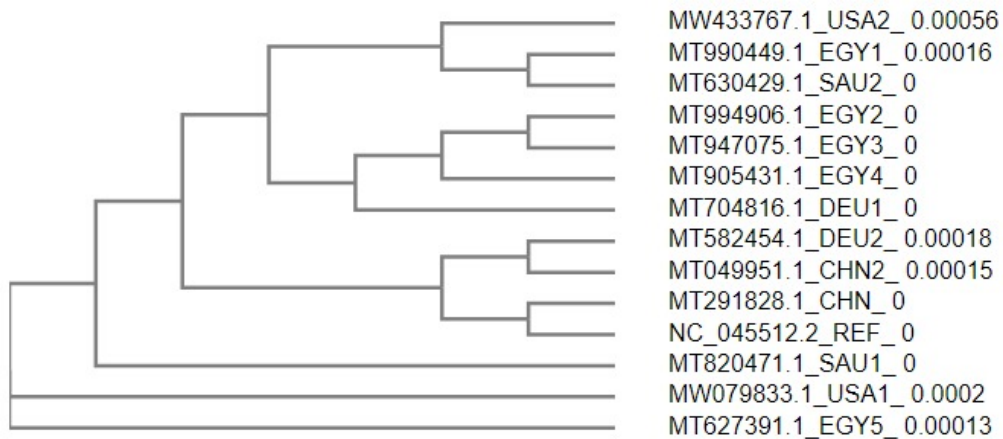 MW433767.1_USA2_ 0.00056
MT990449.1_EGY1_ 0.00016
MT630429.1_SAU2_ 0
MT994906.1_EGY2_ 0
MT947075.1_EGY3_ 0
MT905431.1_EGY4_ 0
MT704816.1_DEU1_ 0
MT582454.1_DEU2_ 0.00018
MT049951.1_CHN2_ 0.00015
MT291828.1_CHN_ 0
NC_045512.2_REF_ 0
MT820471.1_SAU1_ 0
MW079833.1_USA1_ 0.0002
MT627391.1_EGY5_ 0.00013